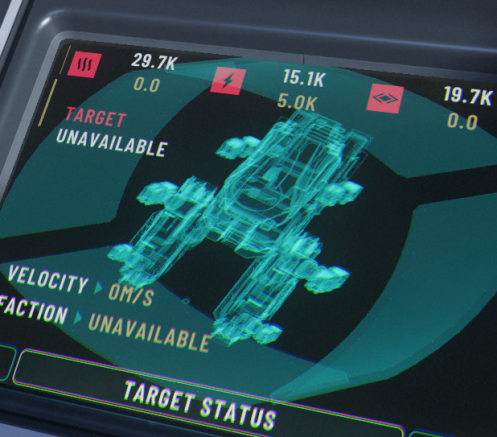 29.7K
0.0
15.1K
5.0K
19.7K
0.0
TARGET
UNAVAILABLE
VELOCITY 0M/S
FACTION UNAVAILABLE
TARGET STATUS